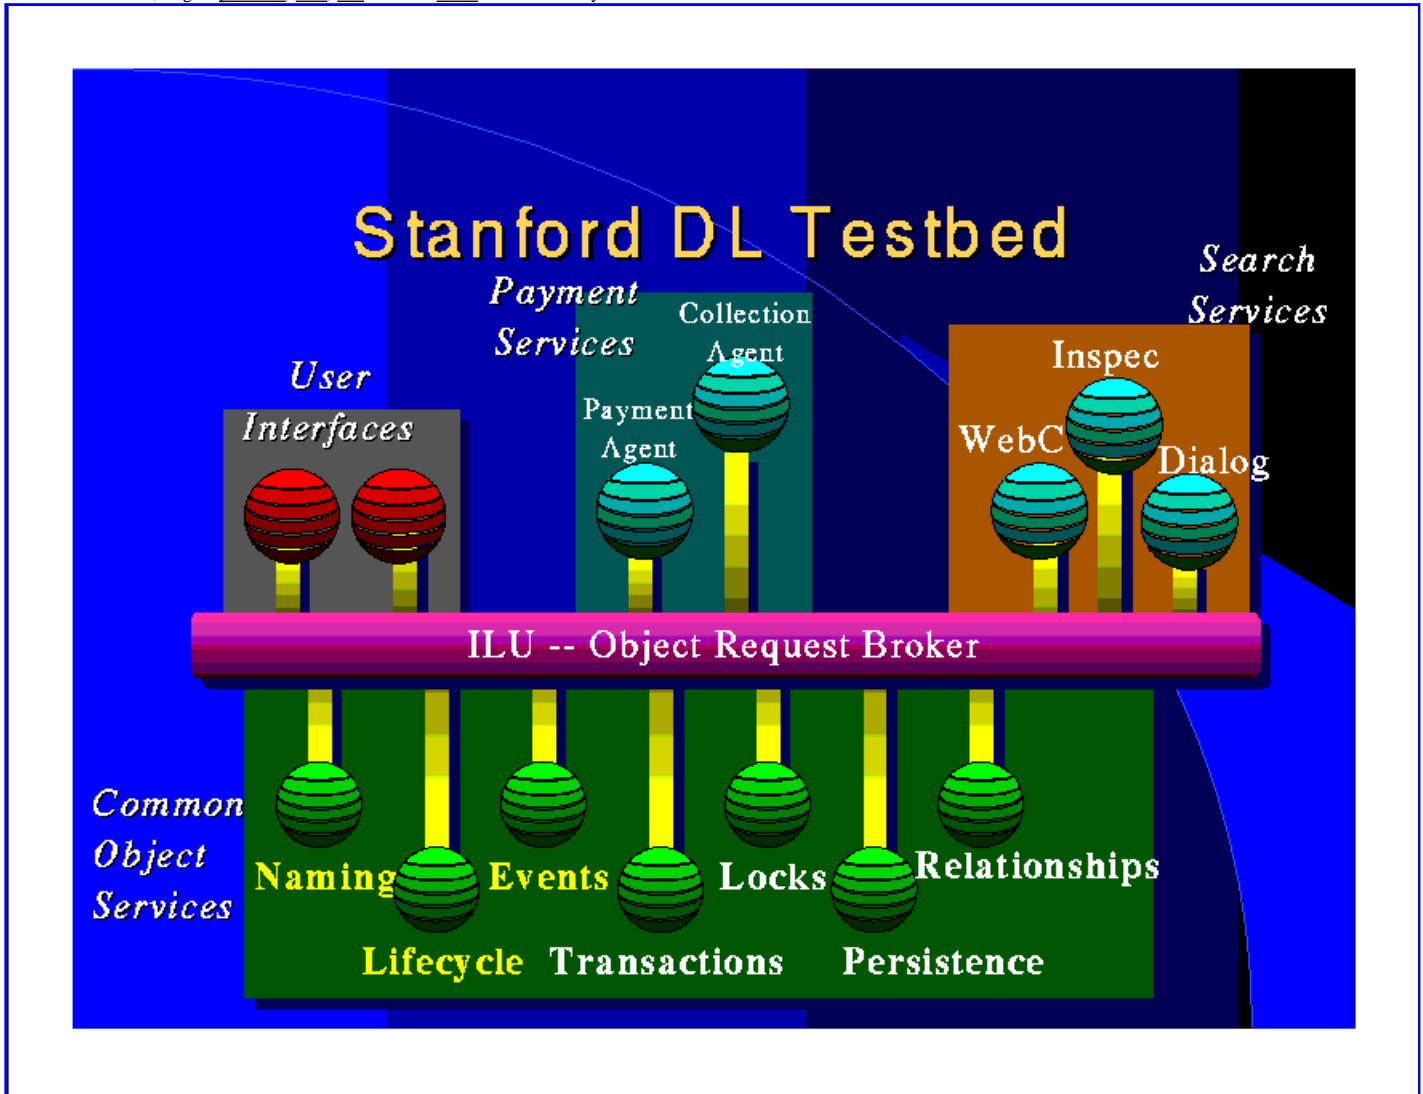 Stanford DL Testbed
Payment
Services
Collection
Agent
Payment
Agent
Search
Services
Inspec
WebC
Dialog
User
Interfaces
ILU -- Object Request Broker
Common
Object
Services
Naming
Events
Locks
Relationships
Lifecycle
Transactions
Persistence